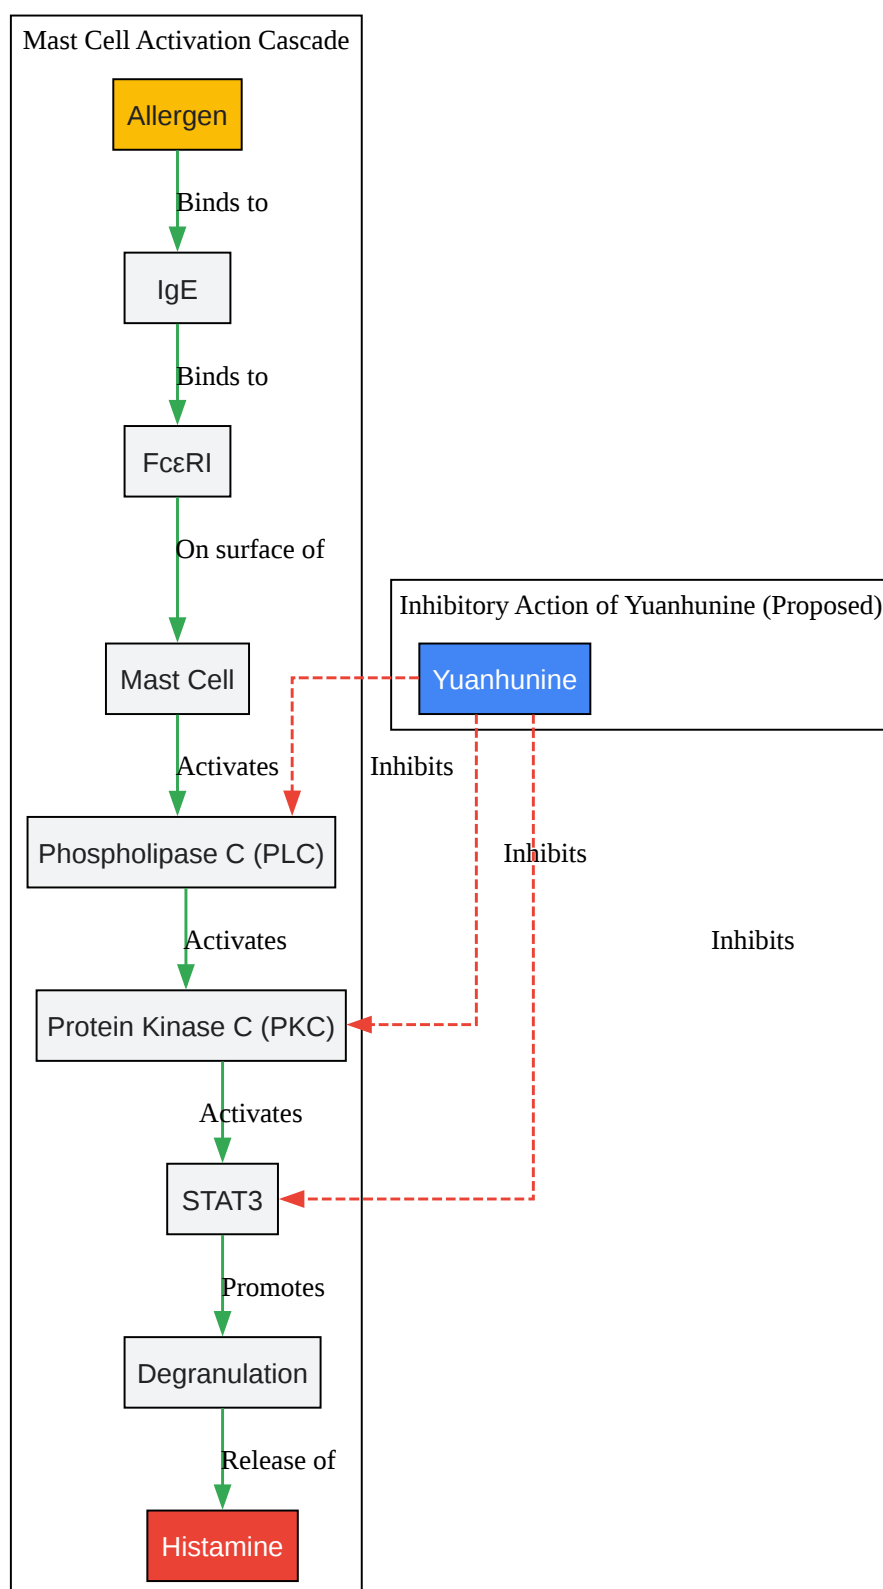 Mast Cell Activation Cascade
Allergen
Binds to
IgE
Binds to
FcεRI
On surface of
Inhibitory Action of Yuanhunine (Proposed)
Mast Cell
Yuanhunine
Activates
Inhibits
Phospholipase C (PLC)
Inhibits
Activates
Inhibits
Protein Kinase C (PKC)
Activates
STAT3
Promotes
Degranulation
Release of
Histamine